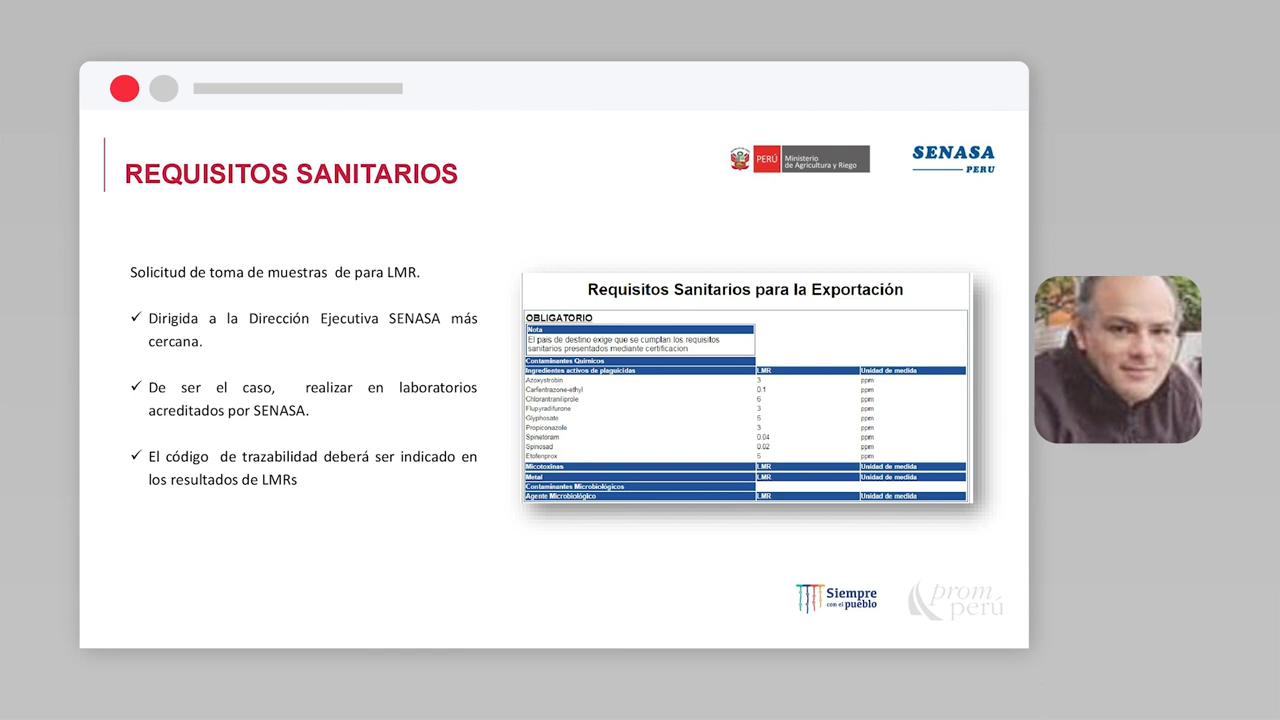 REQUISITOS SANITARIOS
PERÚ
Ministerio
de Agricultura y Riego
SENASA
PERU
Solicitud de toma de muestras de para LMR.
✓ Dirigida a la Dirección Ejecutiva SENASA más
cercana.
✓ De ser el caso, realizar en laboratorios
acreditados por SENASA.
✓ El código de trazabilidad deberá ser indicado en
los resultados de LMRs
Requisitos Sanitarios para la Exportación
OBLIGATORIO
Nota
El pais de destino exige que se cumplan los requisitos
sanitarios presentados mediante certificacion
Contaminantes Químicos
Ingredientes activos de plaguicidas LMR Unidad de medida
Azoxystrobin 3 ppm
Carfentrazone-ethyl 0.1 ppm
Chlorantraniliprole 6 ppm
Flupyradifurone 3 ppm
Glyphosate 5 ppm
Propiconazole 3 ppm
Spinetoram 0.04 ppm
Spinosad 0.02 ppm
Etofenprox 5 ppm
Micotoxinas LMR Unidad de medida
Metal LMR Unidad de medida
Contaminantes Microbiológicos
Agente Microbiológico LMR Unidad de medida
Siempre
con el pueblo
prom
perú